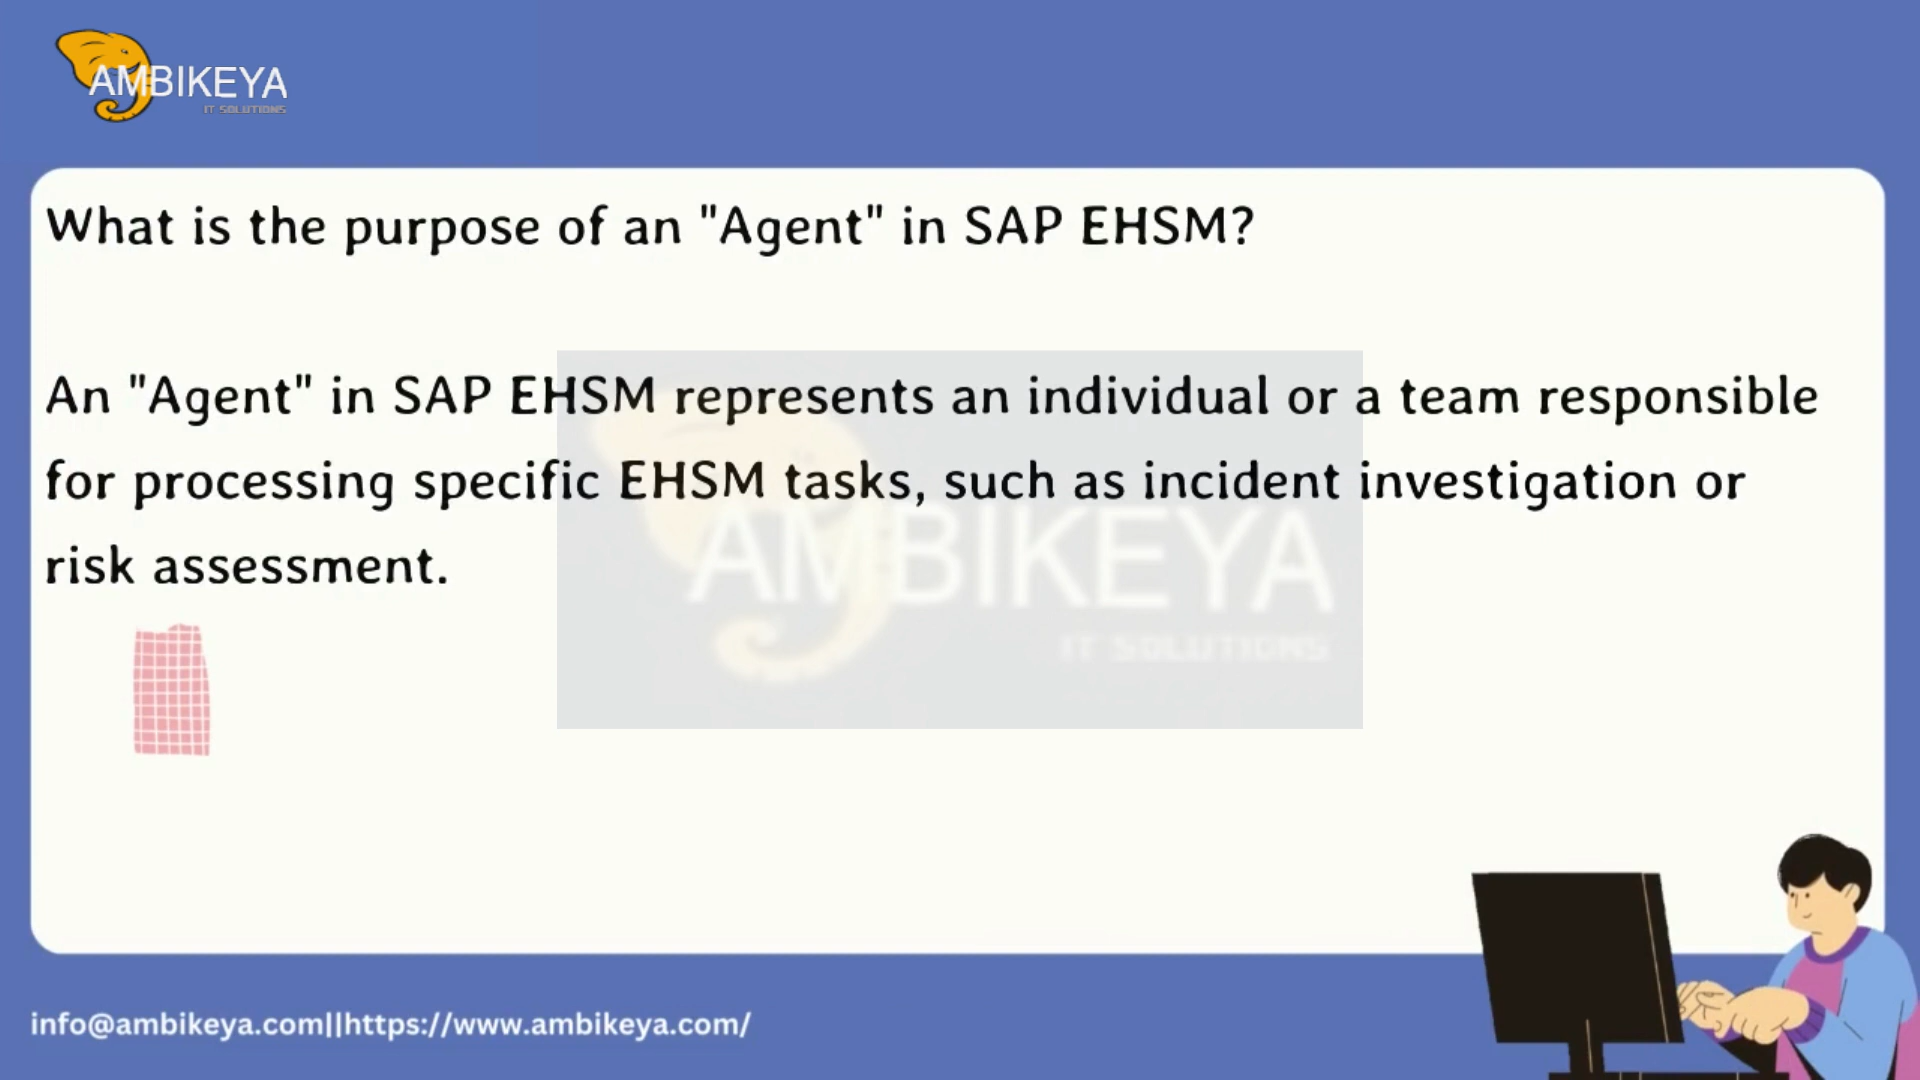 AMBIKEYA
IT SOLUTIONS
What is the purpose of an "Agent" in SAP EHSM?
An "Agent" in SAP EHSM represents an individual or a team responsible
for processing specific EHSM tasks, such as incident investigation or
risk assessment.
AMBIKEYA
IT SOLUTIONS
info@ambikeya.com||https://www.ambikeya.com/